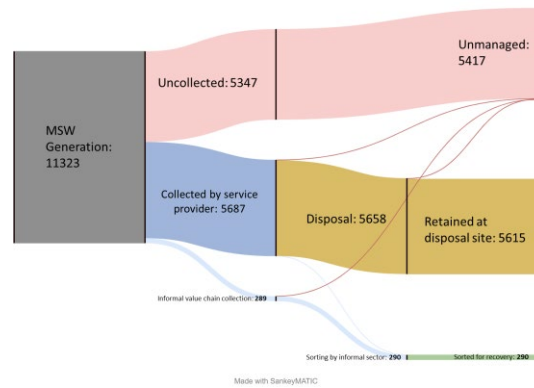 Unmanaged:
5417
Uncollected: 5347
MSW
Generation:
11323
Collected by service
provider: 5687
Disposal: 5658
Retained at
disposal site: 5615
Informal value chain collection: 289
Sorting by informal sector: 290
Sorted for recovery: 290
Made with SankeyMATIC